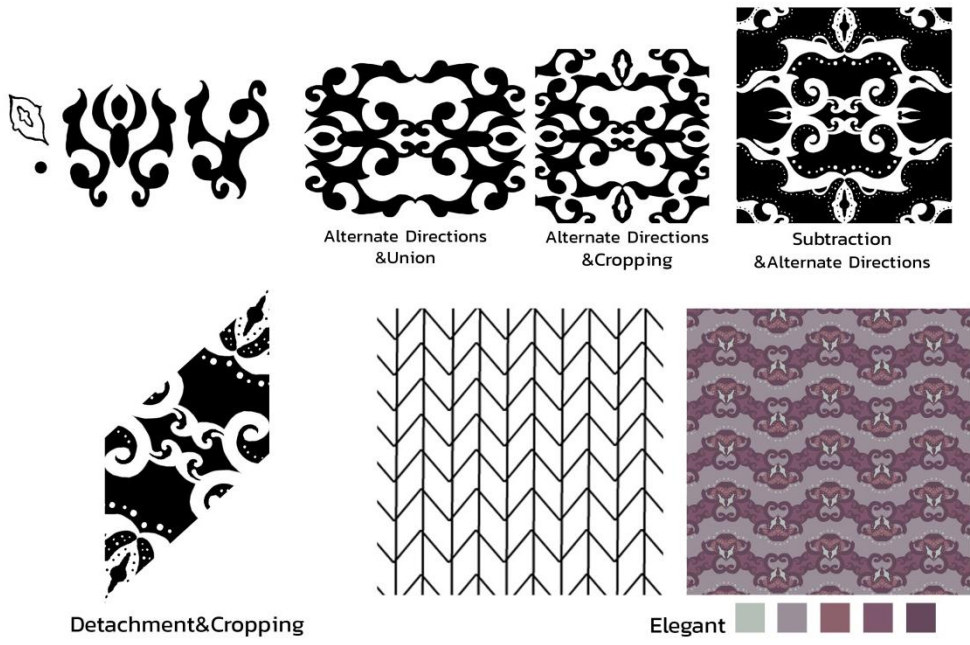 Alternate Directions
&Union
Alternate Directions
&Cropping
Subtraction
&Alternate Directions
Detachment&Cropping
Elegant